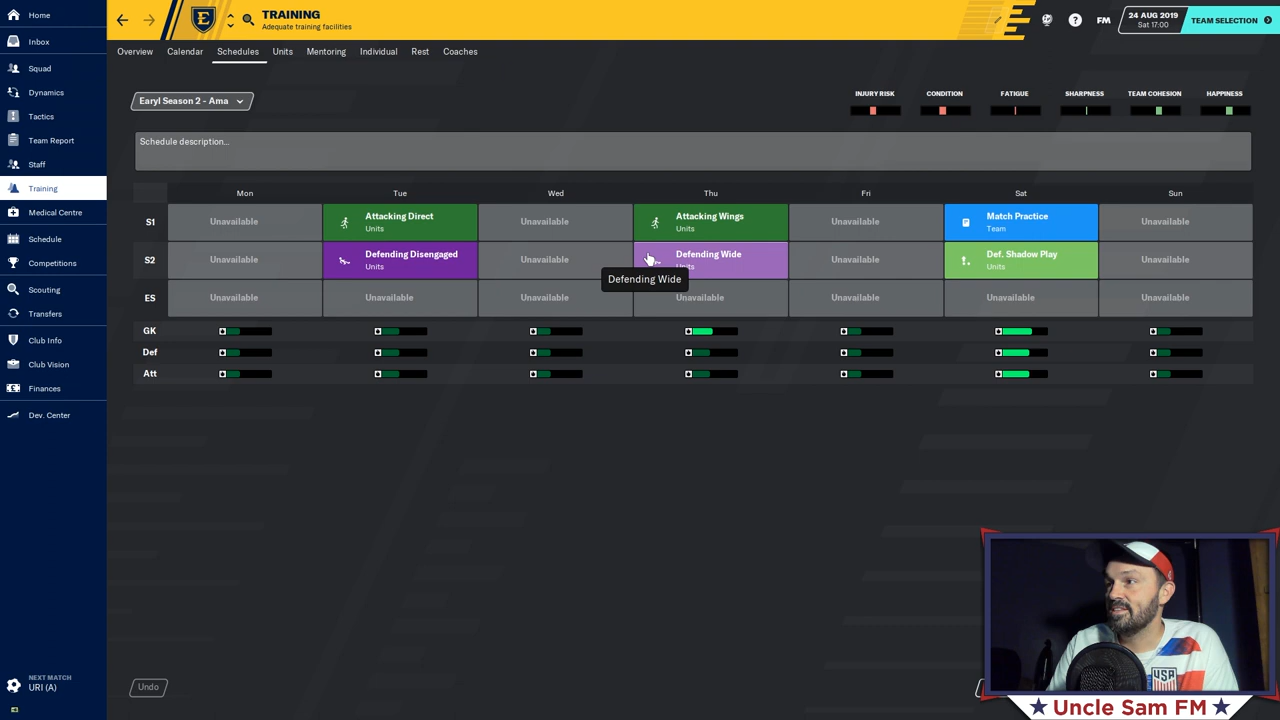 Home
Inbox
Squad
Dynamics
Tactics
Team Report
Staff
Training
Medical Centre
Schedule
Competitions
Scouting
Transfers
Club Info
Club Vision
Finances
Dev. Center
NEXT MATCH
URI (A)
E
TRAINING
Adequate training facilities
FM
24 AUG 2019
Sat 17:00
TEAM SELECTION
Overview Calendar Schedules Units Mentoring Individual Rest Coaches
Earyl Season 2 - Ama
INJURY RISK CONDITION FATIGUE SHARPNESS TEAM COHESION HAPPINESS
Schedule description...
Mon Tue Wed Thu Fri Sat Sun
S1 Unavailable Attacking Direct Unavailable Attacking Wings Unavailable Match Practice Unavailable
Units Units Team
S2 Unavailable Defending Disengaged Unavailable Defending Wide Unavailable Def. Shadow Play Unavailable
Units Units Units
Defending Wide
ES Unavailable Unavailable Unavailable Unavailable Unavailable Unavailable Unavailable
GK
Def
Att
Undo
USA
Uncle Sam FM